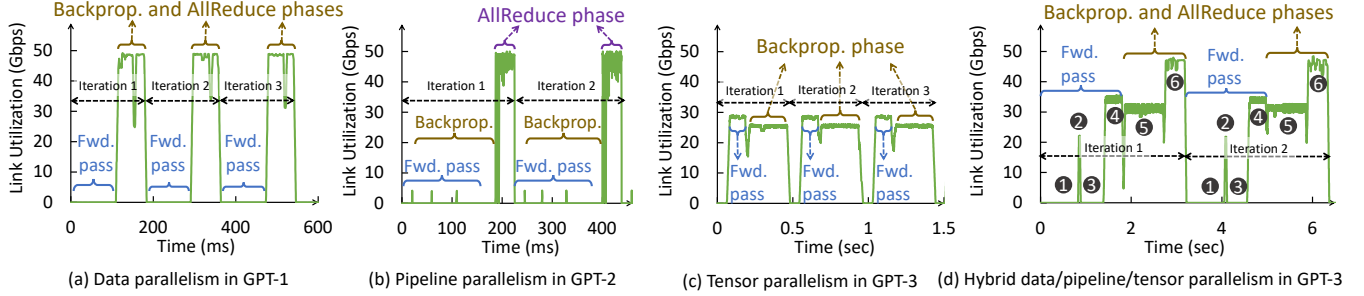 Backprop. and AllReduce phases
Link Utilization (Gbps)
50
40
30
20
10
0
Iteration 1
Iteration 2
Iteration 3
Fwd.
pass
Fwd.
pass
Fwd.
pass
0
200
400
600
Time (ms)
(a) Data parallelism in GPT-1
AllReduce phase
Link Utilization (Gbps)
50
40
30
20
10
0
Iteration 1
Iteration 2
Backprop.
Backprop.
Fwd. pass
Fwd. pass
0
200
400
Time (ms)
(b) Pipeline parallelism in GPT-2
Backprop. phase
Link Utilization (Gbps)
50
40
30
20
10
0
Iteration 1
Iteration 2
Iteration 3
Fwd.
pass
Fwd.
pass
Fwd.
pass
0
0.5
1
1.5
Time (sec)
(c) Tensor parallelism in GPT-3
Backprop. and AllReduce phases
Link Utilization (Gbps)
50
40
30
20
10
0
Fwd.
pass
Fwd.
pass
1
2
3
4
5
6
1
2
3
4
5
6
Iteration 1
Iteration 2
0
2
4
6
Time (sec)
(d) Hybrid data/pipeline/tensor parallelism in GPT-3